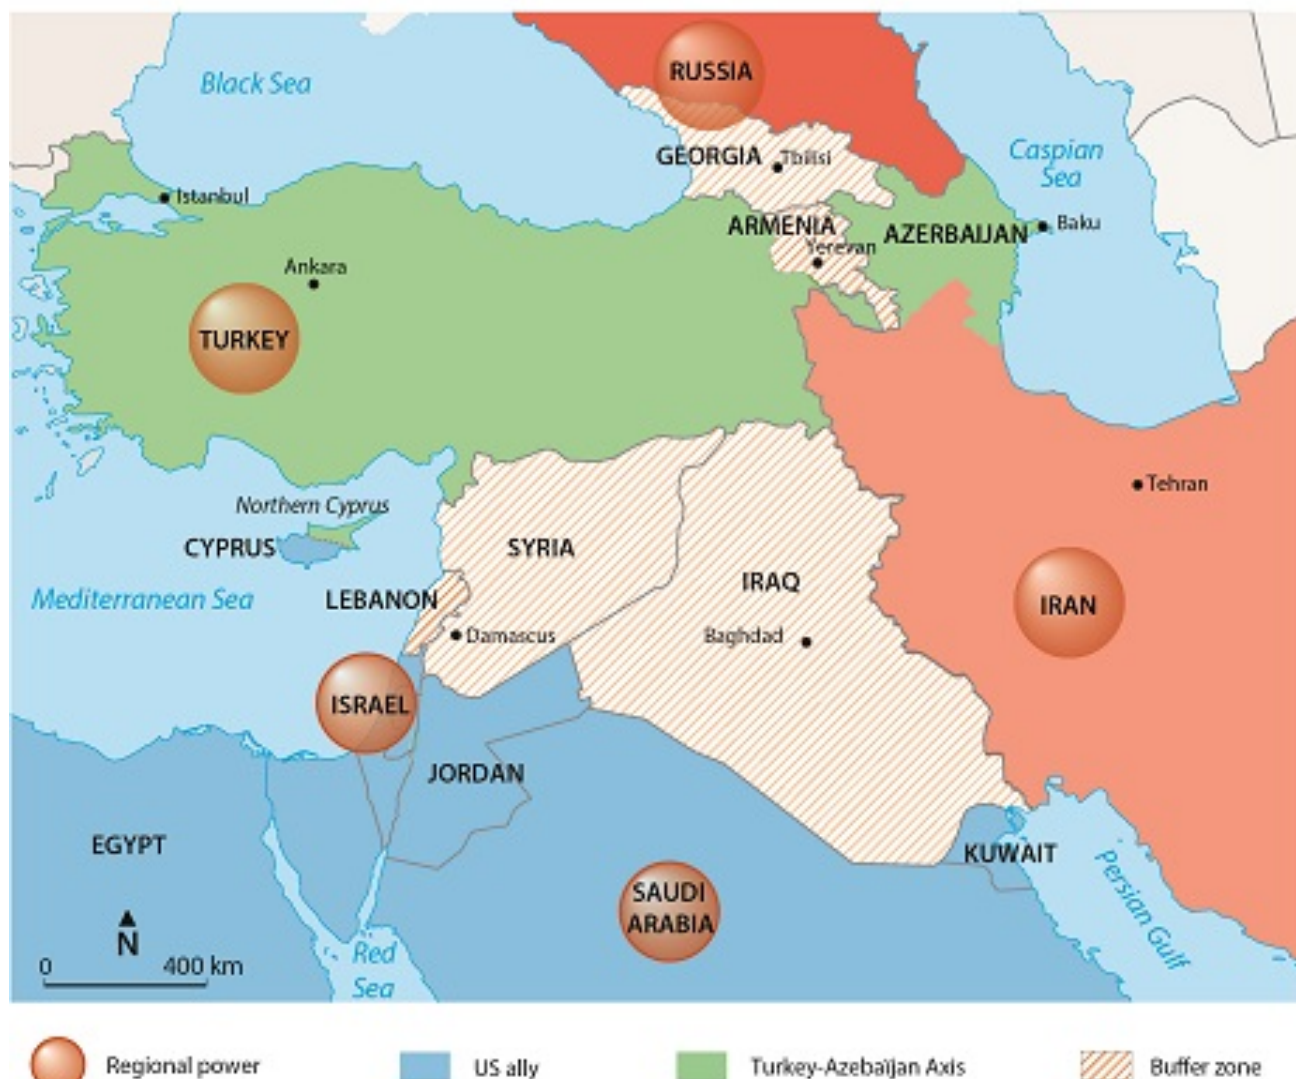 RUSSIA
Black Sea
GEORGIA
Tbilisi
Caspian
Sea
Istanbul
ARMENIA
Yerevan
AZERBAIJAN
Baku
Ankara
TURKEY
Tehran
Northern Cyprus
CYPRUS
SYRIA
IRAQ
IRAN
Mediterranean Sea
LEBANON
Damascus
Baghdad
ISRAEL
JORDAN
EGYPT
KUWAIT
SAUDI
ARABIA
Persian Gulf
N
0 400 km
Red
Sea
Regional power
US ally
Turkey-Azebaïjan Axis
Buffer zone